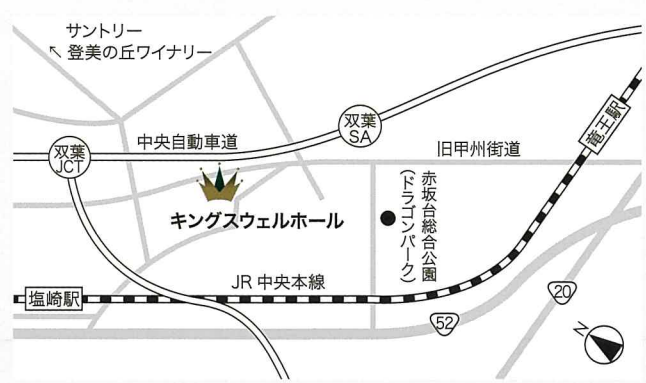 サントリー
↖ 登美の丘ワイナリー
双葉
SA
中央自動車道
双葉
JCT
旧甲州街道
竜王駅
キングスウェルホール
赤坂台総合公園
(ドラゴンパーク)
JR 中央本線
塩崎駅
20
52
N